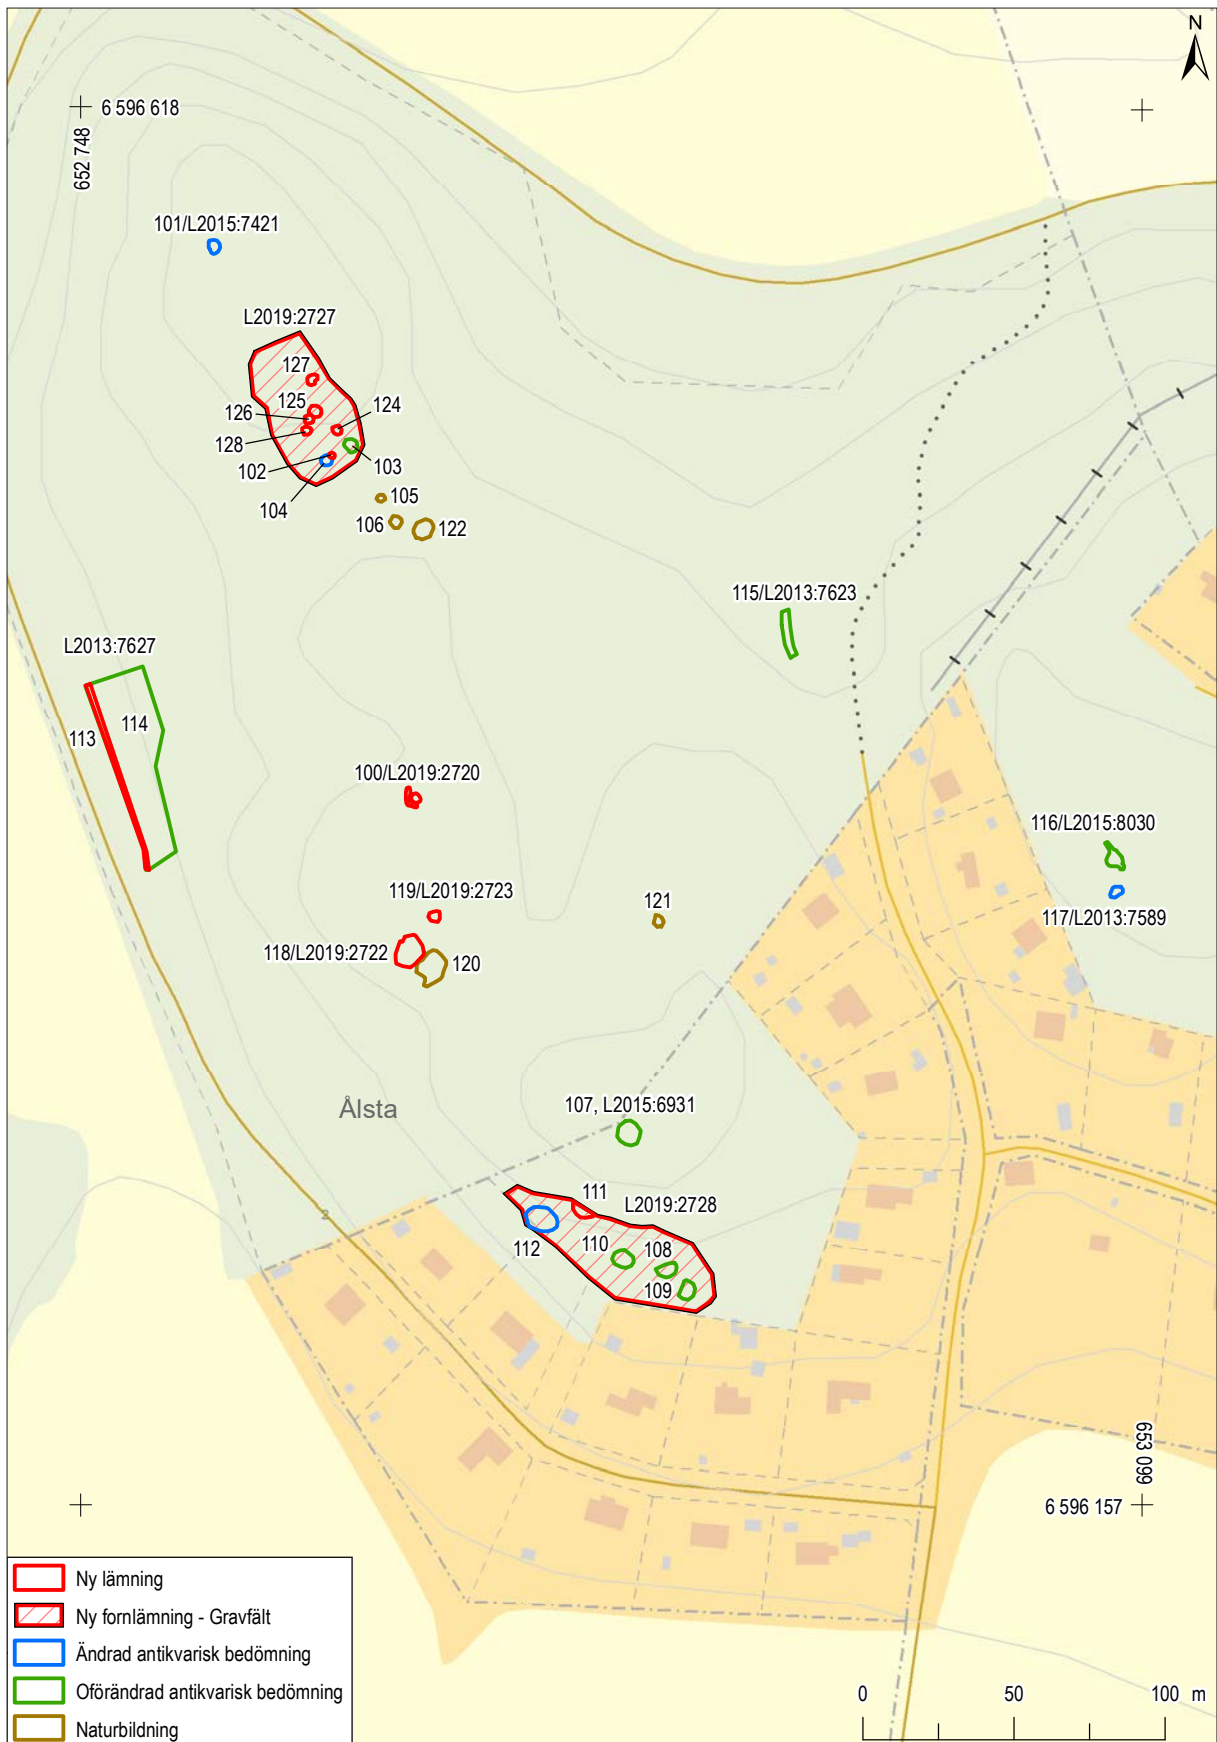 N
6 596 618
652 748
101/L2015:7421
L2019:2727
127
125
126
124
128
102
103
104
105
106
122
115/L2013:7623
L2013:7627
114
113
100/L2019:2720
116/L2015:8030
119/L2019:2723
121
117/L2013:7589
118/L2019:2722
120
Ålsta
107, L2015:6931
111
L2019:2728
2
112
110
108
109
653 099
6 596 157
Ny lämning
Ny fornlämning - Gravfält
Ändrad antikvarisk bedömning
Oförändrad antikvarisk bedömning
Naturbildning
0 50 100 m